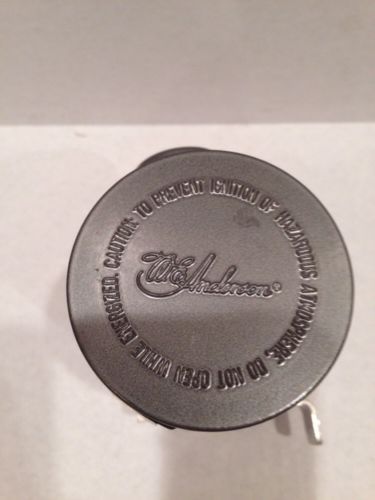 CAUTION: TO PREVENT IGNITION OF HAZARDOUS ATMOSPHERE, DO NOT OPEN WHILE ENERGIZED.
W.E. Anderson®